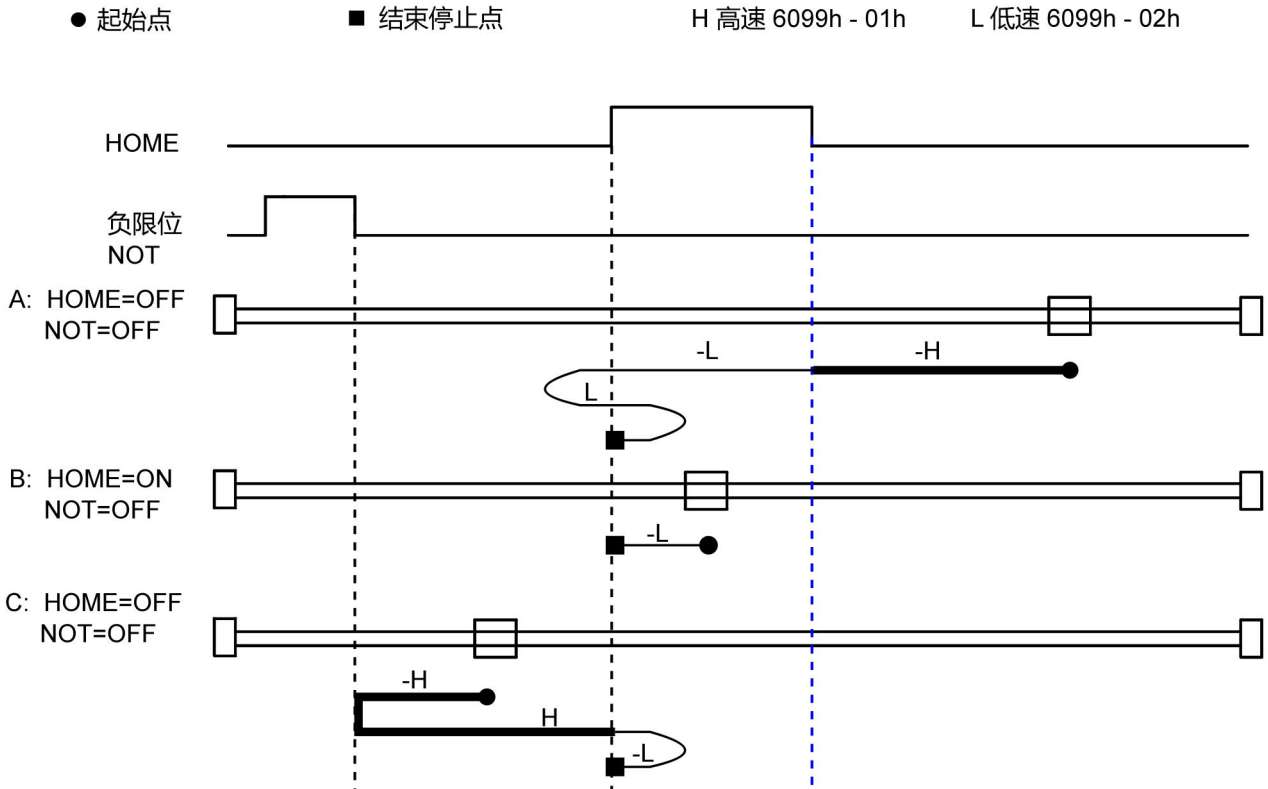 起始点
结束停止点
H 高速 6099h - 01h
L 低速 6099h - 02h
HOME
负限位
NOT
A: HOME=OFF
NOT=OFF
-L
-H
L
B: HOME=ON
NOT=OFF
-L
C: HOME=OFF
NOT=OFF
-H
H
-L